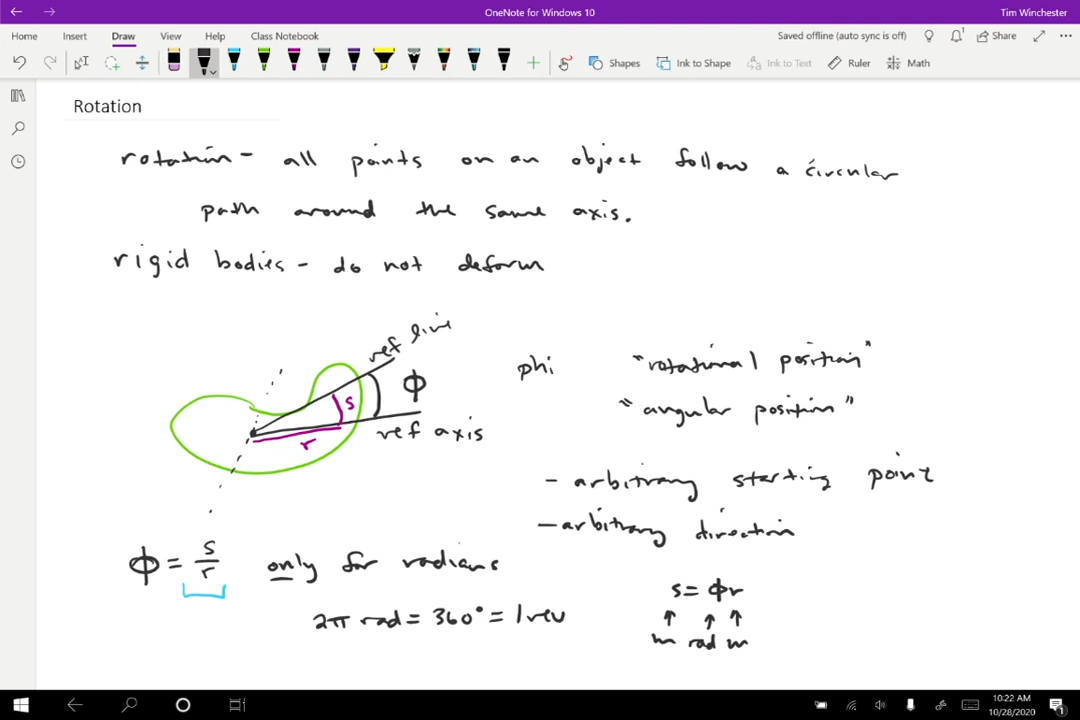 OneNote for Windows 10
Tim Winchester
Home Insert Draw View Help Class Notebook
Saved offline (auto sync is off) Share
Shapes Ink to Shape Ink to Text Ruler Math
Rotation
rotation - all points on an object follow a circular
path around the same axis.
rigid bodies - do not deform
ref line
phi "rotational position"
ϕ
s
"angular position"
ref axis
r
- arbitrary starting point
- arbitrary direction
ϕ = s/r only for radians
s = ϕr
2π rad = 360° = 1 rev
↑ ↑ ↑
m rad m
10:22 AM
10/28/2020
1